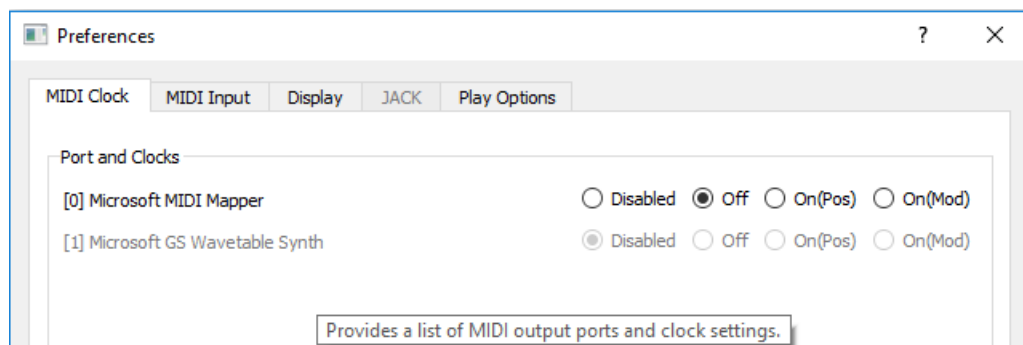 Preferences ? X
MIDI Clock MIDI Input Display JACK Play Options
Port and Clocks
[0] Microsoft MIDI Mapper Disabled Off On(Pos) On(Mod)
[1] Microsoft GS Wavetable Synth Disabled Off On(Pos) On(Mod)
Provides a list of MIDI output ports and clock settings.